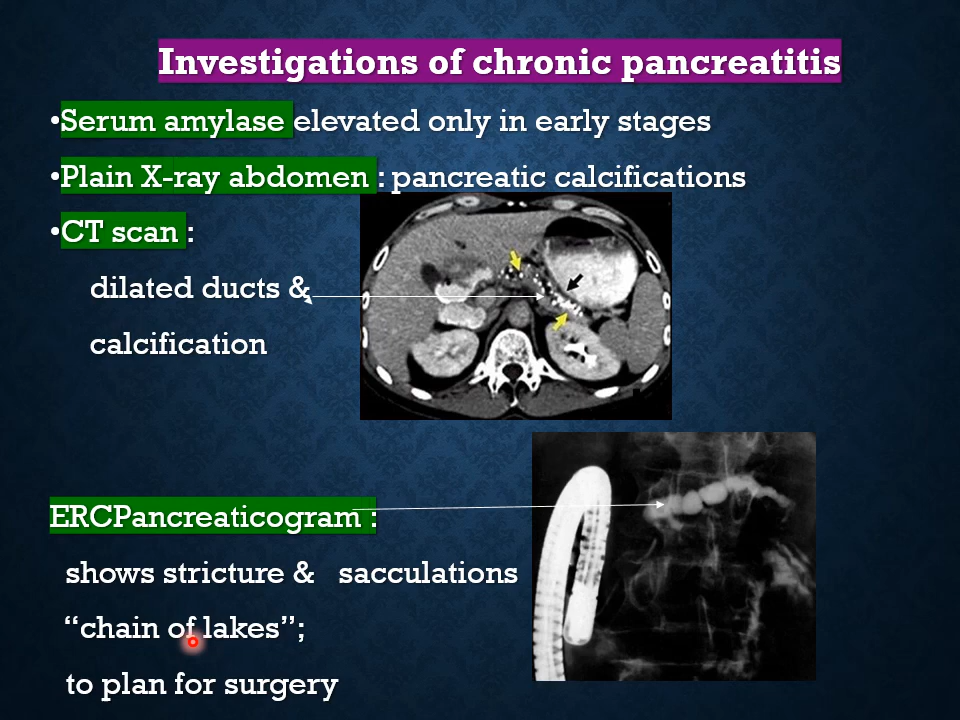 Investigations of chronic pancreatitis
•Serum amylase elevated only in early stages
•Plain X-ray abdomen : pancreatic calcifications
•CT scan :
dilated ducts &
calcification
ERCPancreaticogram :
shows stricture & sacculations
“chain of lakes”;
to plan for surgery